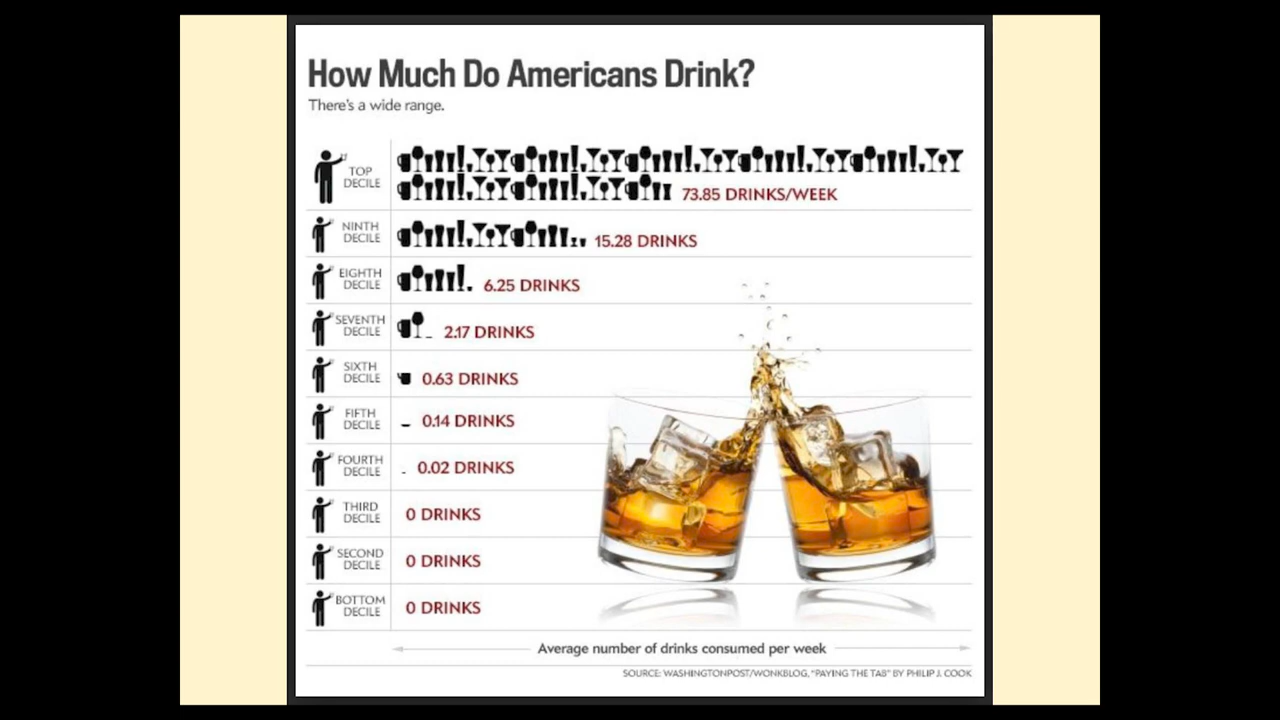 How Much Do Americans Drink?
There's a wide range.
TOP
DECILE
73.85 DRINKS/WEEK
NINTH
DECILE
15.28 DRINKS
EIGHTH
DECILE
6.25 DRINKS
SEVENTH
DECILE
2.17 DRINKS
SIXTH
DECILE
0.63 DRINKS
FIFTH
DECILE
0.14 DRINKS
FOURTH
DECILE
0.02 DRINKS
THIRD
DECILE
0 DRINKS
SECOND
DECILE
0 DRINKS
BOTTOM
DECILE
0 DRINKS
Average number of drinks consumed per week
SOURCE: WASHINGTONPOST/WONKBLOG, "PAYING THE TAB" BY PHILIP J. COOK